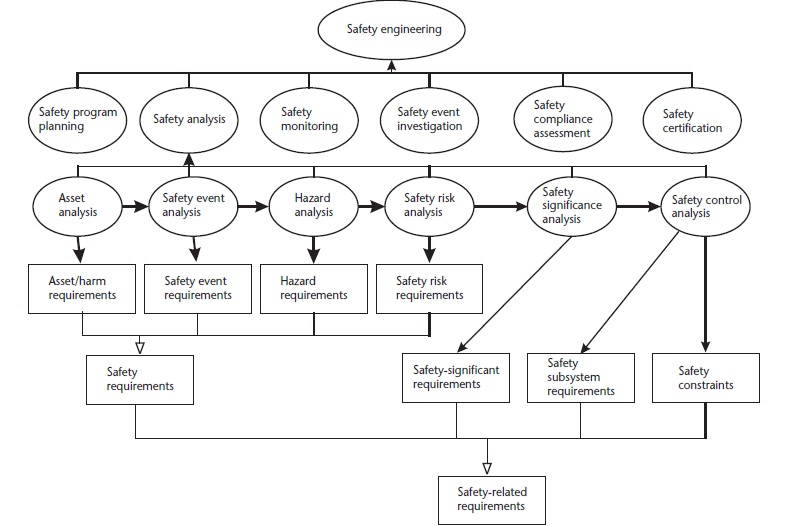 Safety engineering
Safety program
planning
Safety analysis
Safety
monitoring
Safety event
investigation
Safety
compliance
assessment
Safety
certification
Asset
analysis
Safety event
analysis
Hazard
analysis
Safety risk
analysis
Safety
significance
analysis
Safety control
analysis
Asset/harm
requirements
Safety event
requirements
Hazard
requirements
Safety risk
requirements
Safety
requirements
Safety-significant
requirements
Safety
subsystem
requirements
Safety
constraints
Safety-related
requirements